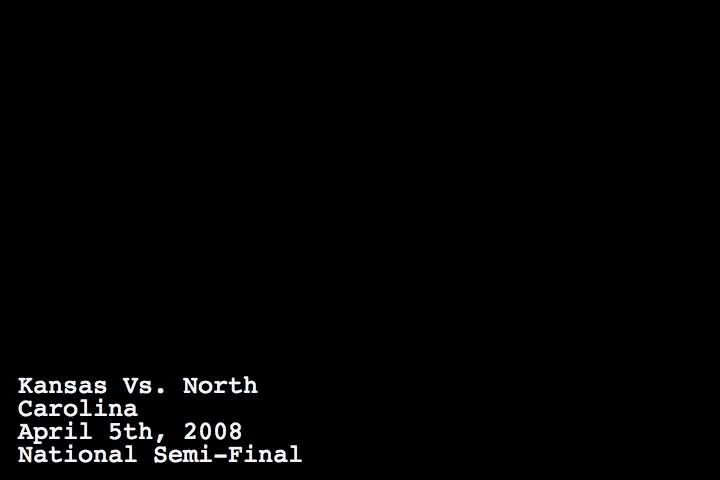 Kansas Vs. North
Carolina
April 5th, 2008
National Semi-Final